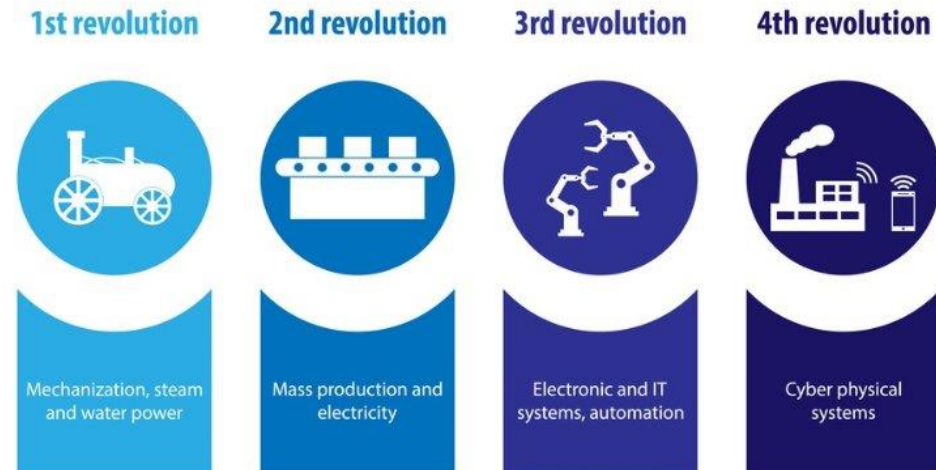 1st revolution
2nd revolution
3rd revolution
4th revolution
Mechanization, steam
and water power
Mass production and
electricity
Electronic and IT
systems, automation
Cyber physical
systems